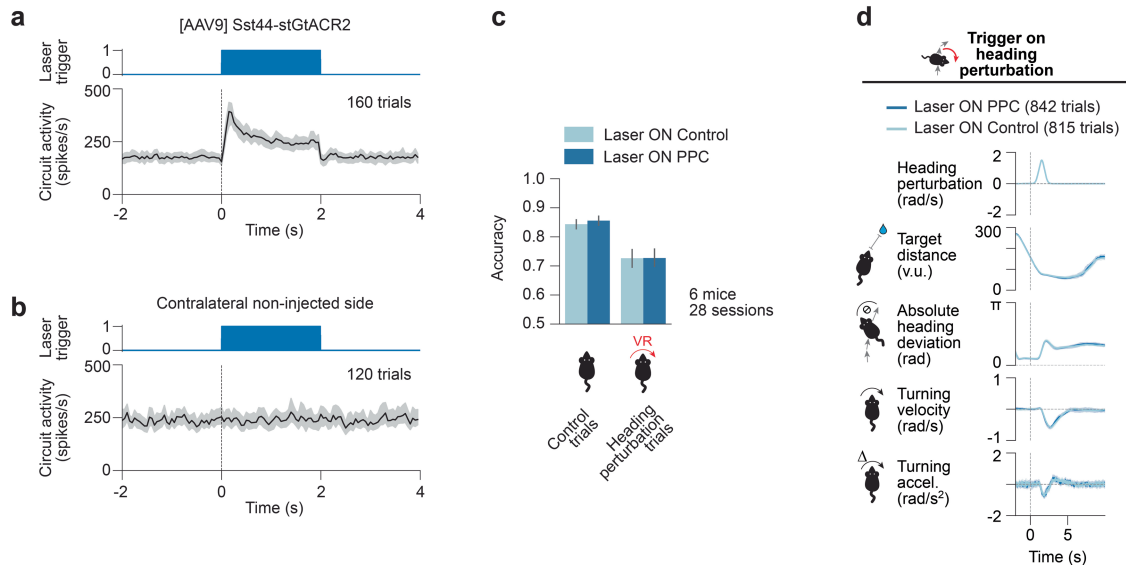 a
[AAV9] Sst44-stGtACR2
Laser
trigger
1
0
Circuit activity
(spikes/s)
500
250
0
160 trials
-2
0
2
4
Time (s)
b
Contralateral non-injected side
Laser
trigger
1
0
Circuit activity
(spikes/s)
500
250
0
120 trials
-2
0
2
4
Time (s)
c
Laser ON Control
Laser ON PPC
Accuracy
1.0
0.9
0.8
0.7
0.6
0.5
6 mice
28 sessions
VR
Control
trials
Heading
perturbation
trials
d
Trigger on
heading
perturbation
Laser ON PPC (842 trials)
Laser ON Control (815 trials)
Heading
perturbation
(rad/s)
2
0
-2
Target
distance
(v.u.)
300
0
Θ
Absolute
heading
deviation
(rad)
π
0
Turning
velocity
(rad/s)
1
-1
Δ
Turning
accel.
(rad/s²)
2
-2
0
5
Time (s)